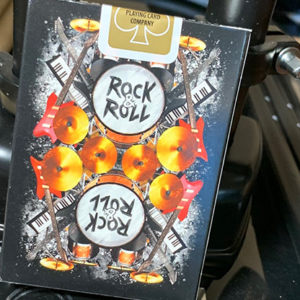 PLAYING CARD
COMPANY
ROCK
&
ROLL
ROCK
&
ROLL